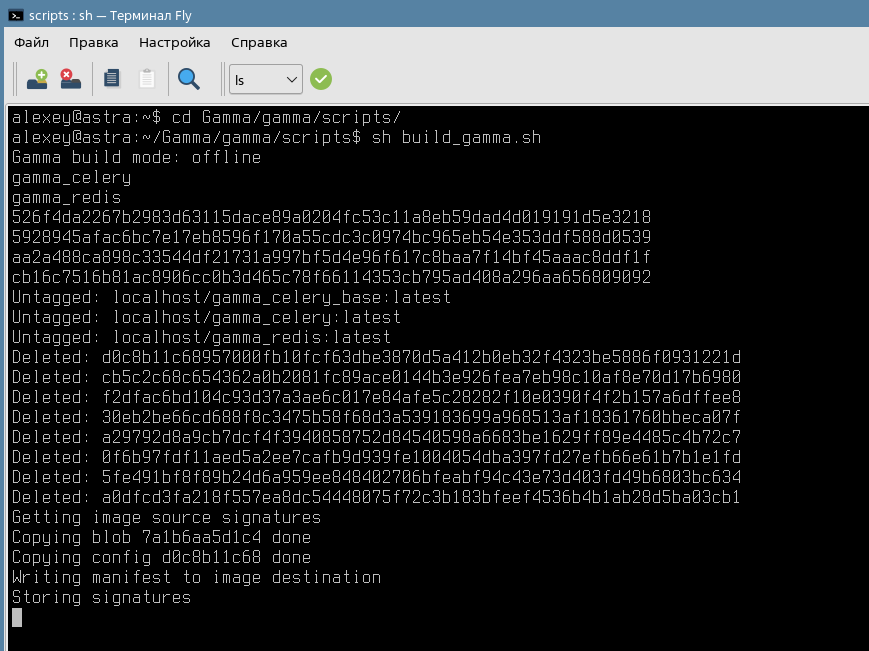 scripts : sh — Терминал Fly
Файл Правка Настройка Справка
ls
alexey@astra:~$ cd Gamma/gamma/scripts/
alexey@astra:~/Gamma/gamma/scripts$ sh build_gamma.sh
Gamma build mode: offline
gamma_celery
gamma_redis
526f4da2267b2983d63115dace89a0204fc53c11a8eb59dad4d019191d5e3218
5928945afac6bc7e17eb8596f170a55cdc3c0974bc965eb54e353ddf588d0539
aa2a488ca898c33544df21731a997bf5d4e96f617c8baa7f14bf45aaac8ddf1f
cb16c7516b81ac8906cc0b3d465c78f66114353cb795ad408a296aa656809092
Untagged: localhost/gamma_celery_base:latest
Untagged: localhost/gamma_celery:latest
Untagged: localhost/gamma_redis:latest
Deleted: d0c8b11c68957000fb10fcf63dbe3870d5a412b0eb32f4323be5886f0931221d
Deleted: cb5c2c68c654362a0b2081fc89ace0144b3e926fea7eb98c10af8e70d17b6980
Deleted: f2dfac6bd104c93d37a3ae6c017e84afe5c28282f10e0390f4f2b157a6dffee8
Deleted: 30eb2be66cd688f8c3475b58f68d3a539183699a968513af18361760bbeca07f
Deleted: a29792d8a9cb7dcf4f3940858752d84540598a6683be1629ff89e4485c4b72c7
Deleted: 0f6b97fdf11aed5a2ee7cafb9d939fe1004054dba397fd27efb66e61b7b1e1fd
Deleted: 5fe491bf8f89b24d6a959ee848402706bfeabf94c43e73d403fd49b6803bc634
Deleted: a0dfcd3fa218f557ea8dc54448075f72c3b183bfeef4536b4b1ab28d5ba03cb1
Getting image source signatures
Copying blob 7a1b6aa5d1c4 done
Copying config d0c8b11c68 done
Writing manifest to image destination
Storing signatures